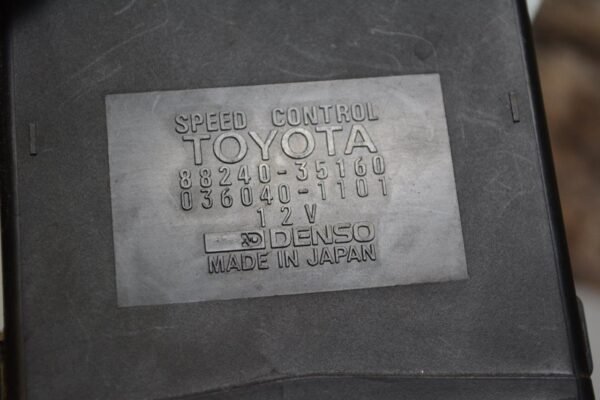 SPEED CONTROL
TOYOTA
88240-35160
036040-1101
12V
DENSO
MADE IN JAPAN